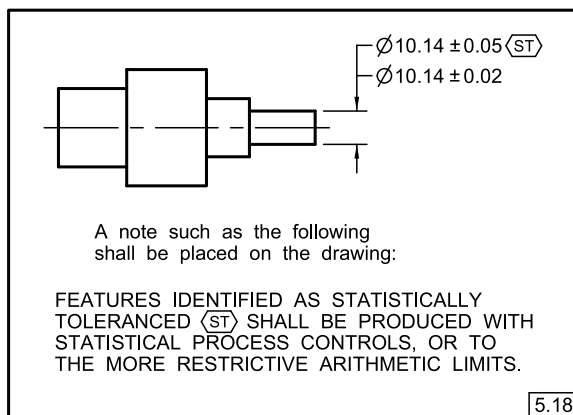 Ø10.14 ±0.05 ST
Ø10.14 ±0.02
A note such as the following
shall be placed on the drawing:
FEATURES IDENTIFIED AS STATISTICALLY
TOLERANCED ST SHALL BE PRODUCED WITH
STATISTICAL PROCESS CONTROLS, OR TO
THE MORE RESTRICTIVE ARITHMETIC LIMITS.
5.18